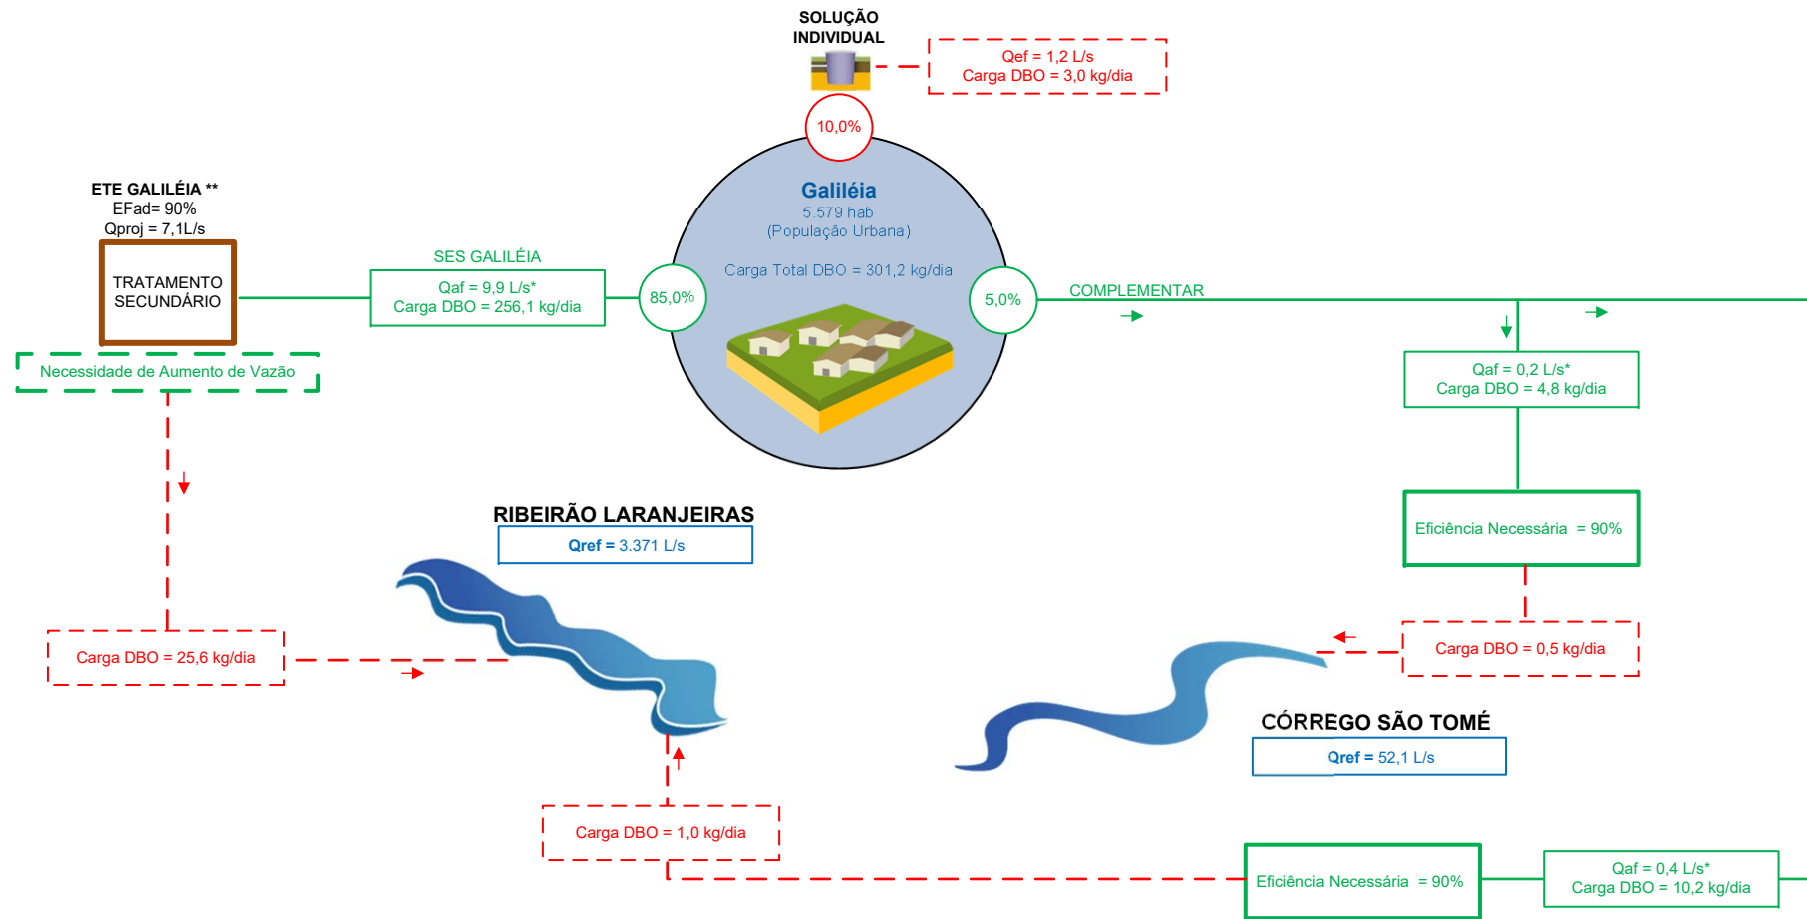 SOLUÇÃO
INDIVIDUAL
Qef = 1,2 L/s
Carga DBO = 3,0 kg/dia
10,0%
ETE GALILÉIA **
EFad= 90%
Qproj = 7,1L/s
TRATAMENTO
SECUNDÁRIO
Necessidade de Aumento de Vazão
SES GALILÉIA
Qaf = 9,9 L/s*
Carga DBO = 256,1 kg/dia
85,0%
Galiléia
5.579 hab
(População Urbana)
Carga Total DBO = 301,2 kg/dia
5,0%
COMPLEMENTAR
Qaf = 0,2 L/s*
Carga DBO = 4,8 kg/dia
Eficiência Necessária = 90%
Carga DBO = 0,5 kg/dia
RIBEIRÃO LARANJEIRAS
Qref = 3.371 L/s
Carga DBO = 25,6 kg/dia
CÓRREGO SÃO TOMÉ
Qref = 52,1 L/s
Carga DBO = 1,0 kg/dia
Eficiência Necessária = 90%
Qaf = 0,4 L/s*
Carga DBO = 10,2 kg/dia